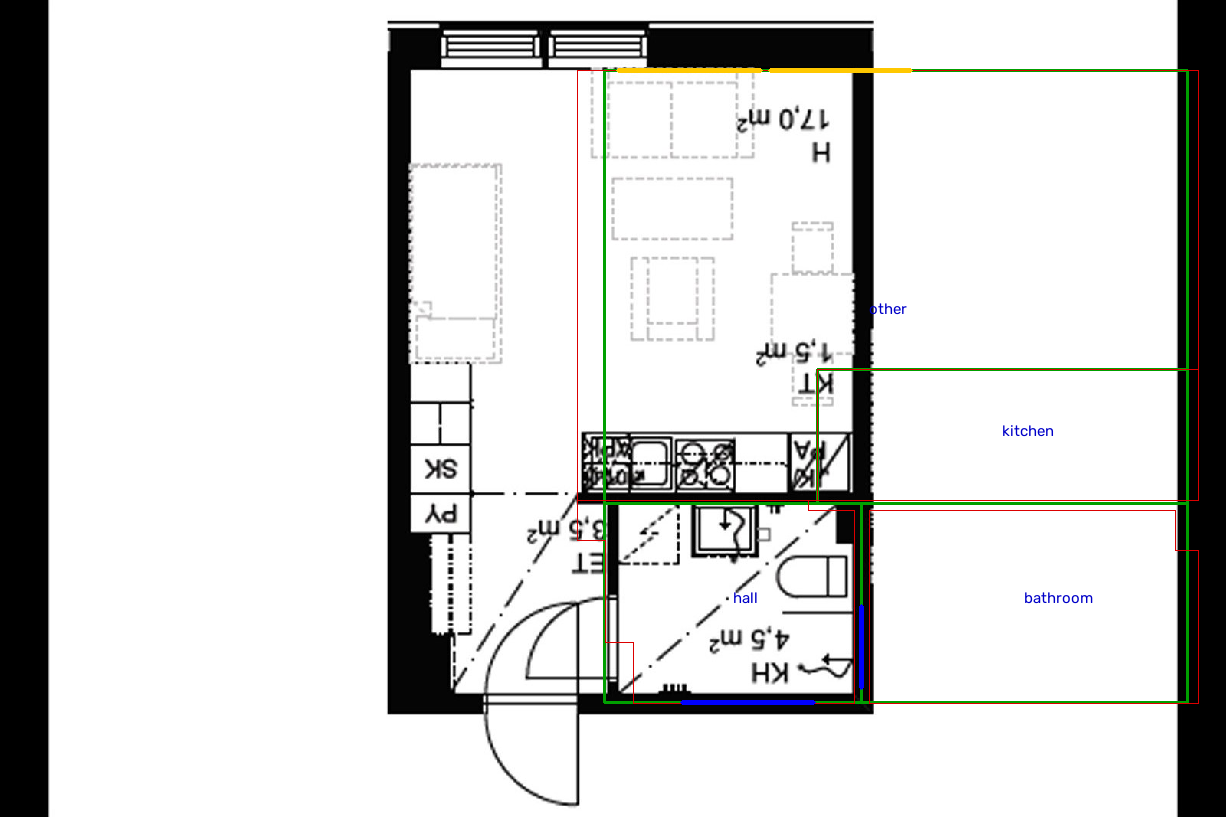 17,0 m²
H
other
1,5 m²
KT
kitchen
PA
SK
PY
3,5 m²
ET
hall
bathroom
4,5 m²
KH